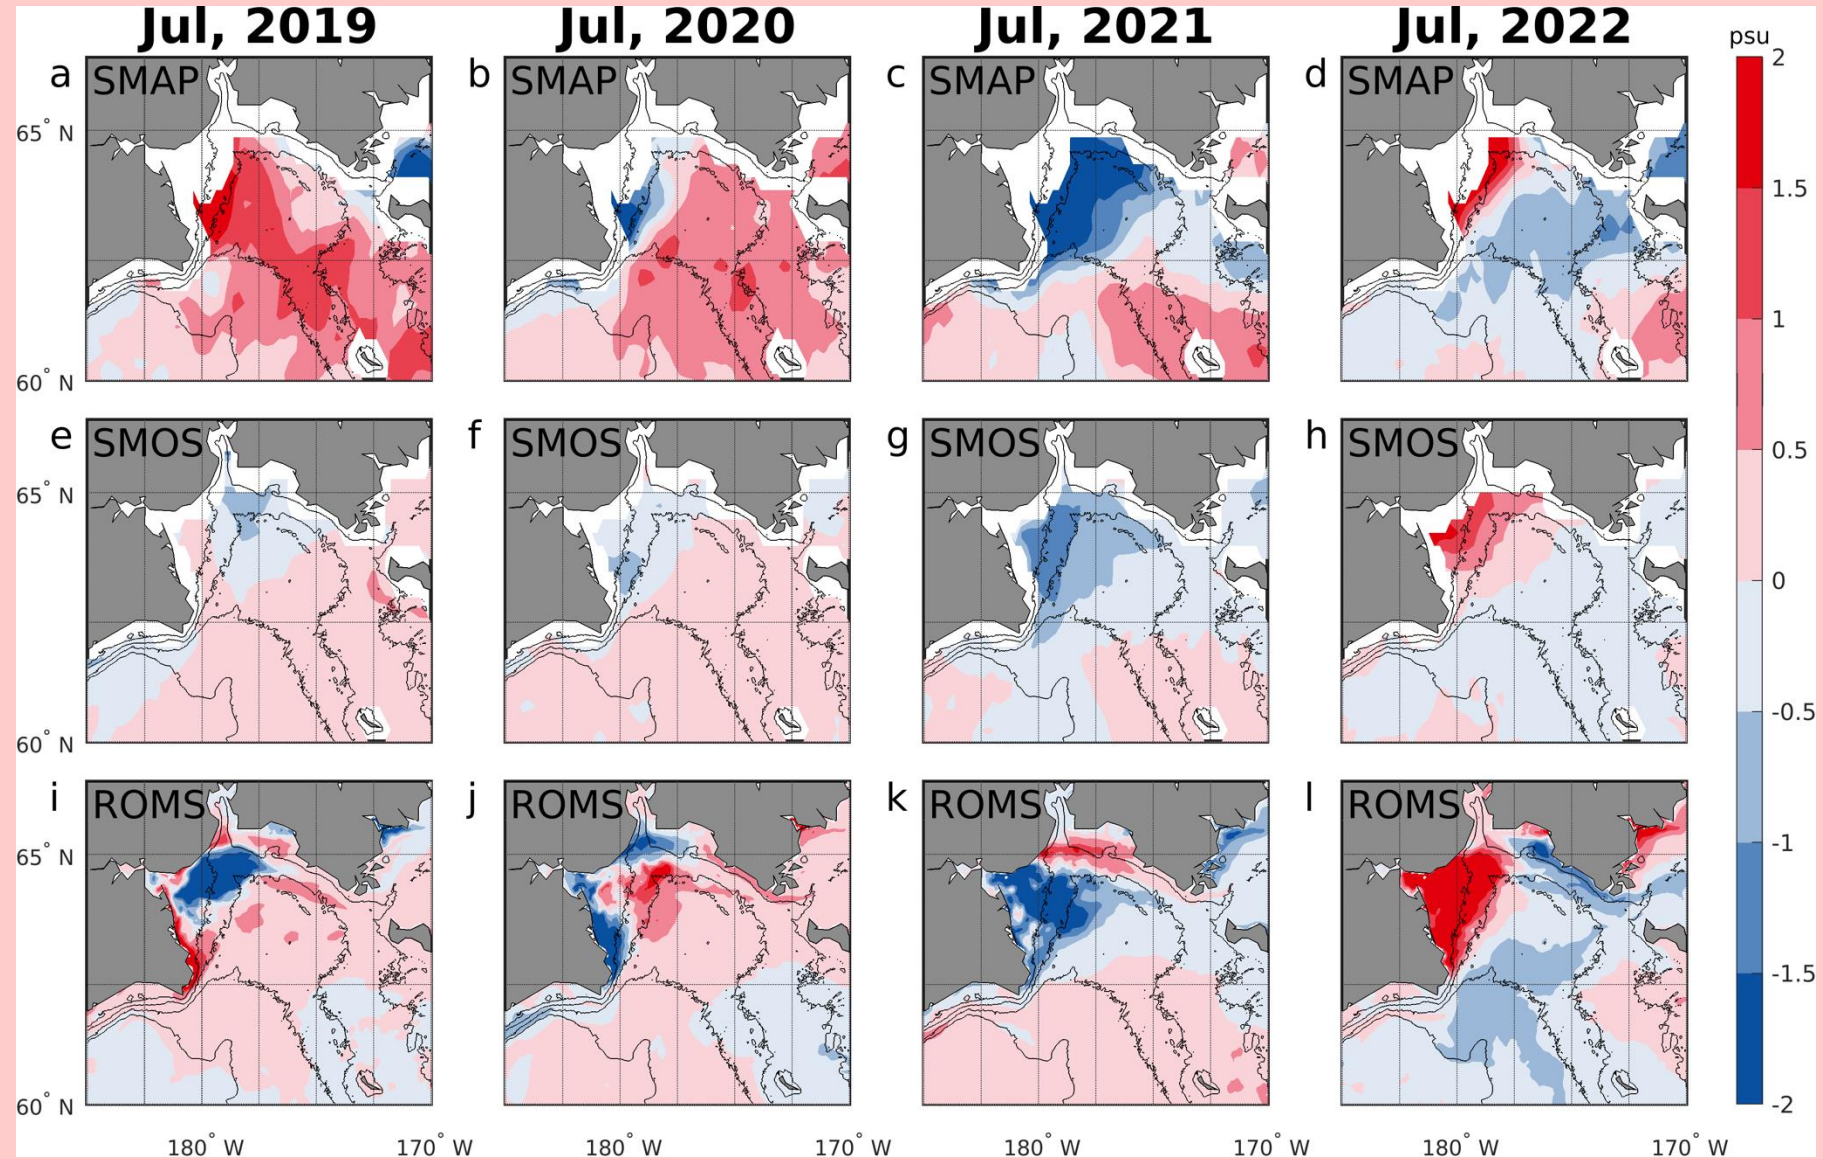 Jul, 2019 Jul, 2020 Jul, 2021 Jul, 2022
psu
a SMAP b SMAP c SMAP d SMAP
2
65° N
1.5
1
60° N
e SMOS f SMOS g SMOS h SMOS
0.5
65° N
0
-0.5
60° N
i ROMS j ROMS k ROMS l ROMS
-1
65° N
-1.5
60° N
-2
180° W 170° W 180° W 170° W 180° W 170° W 180° W 170° W